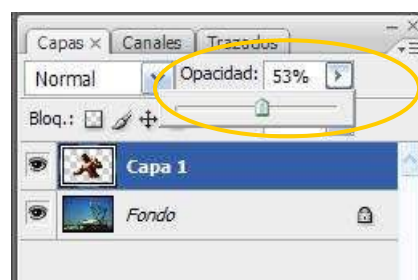 Capas × Canales Trazados
Normal Opacidad: 53%
Bloq.:
Capa 1
Fondo